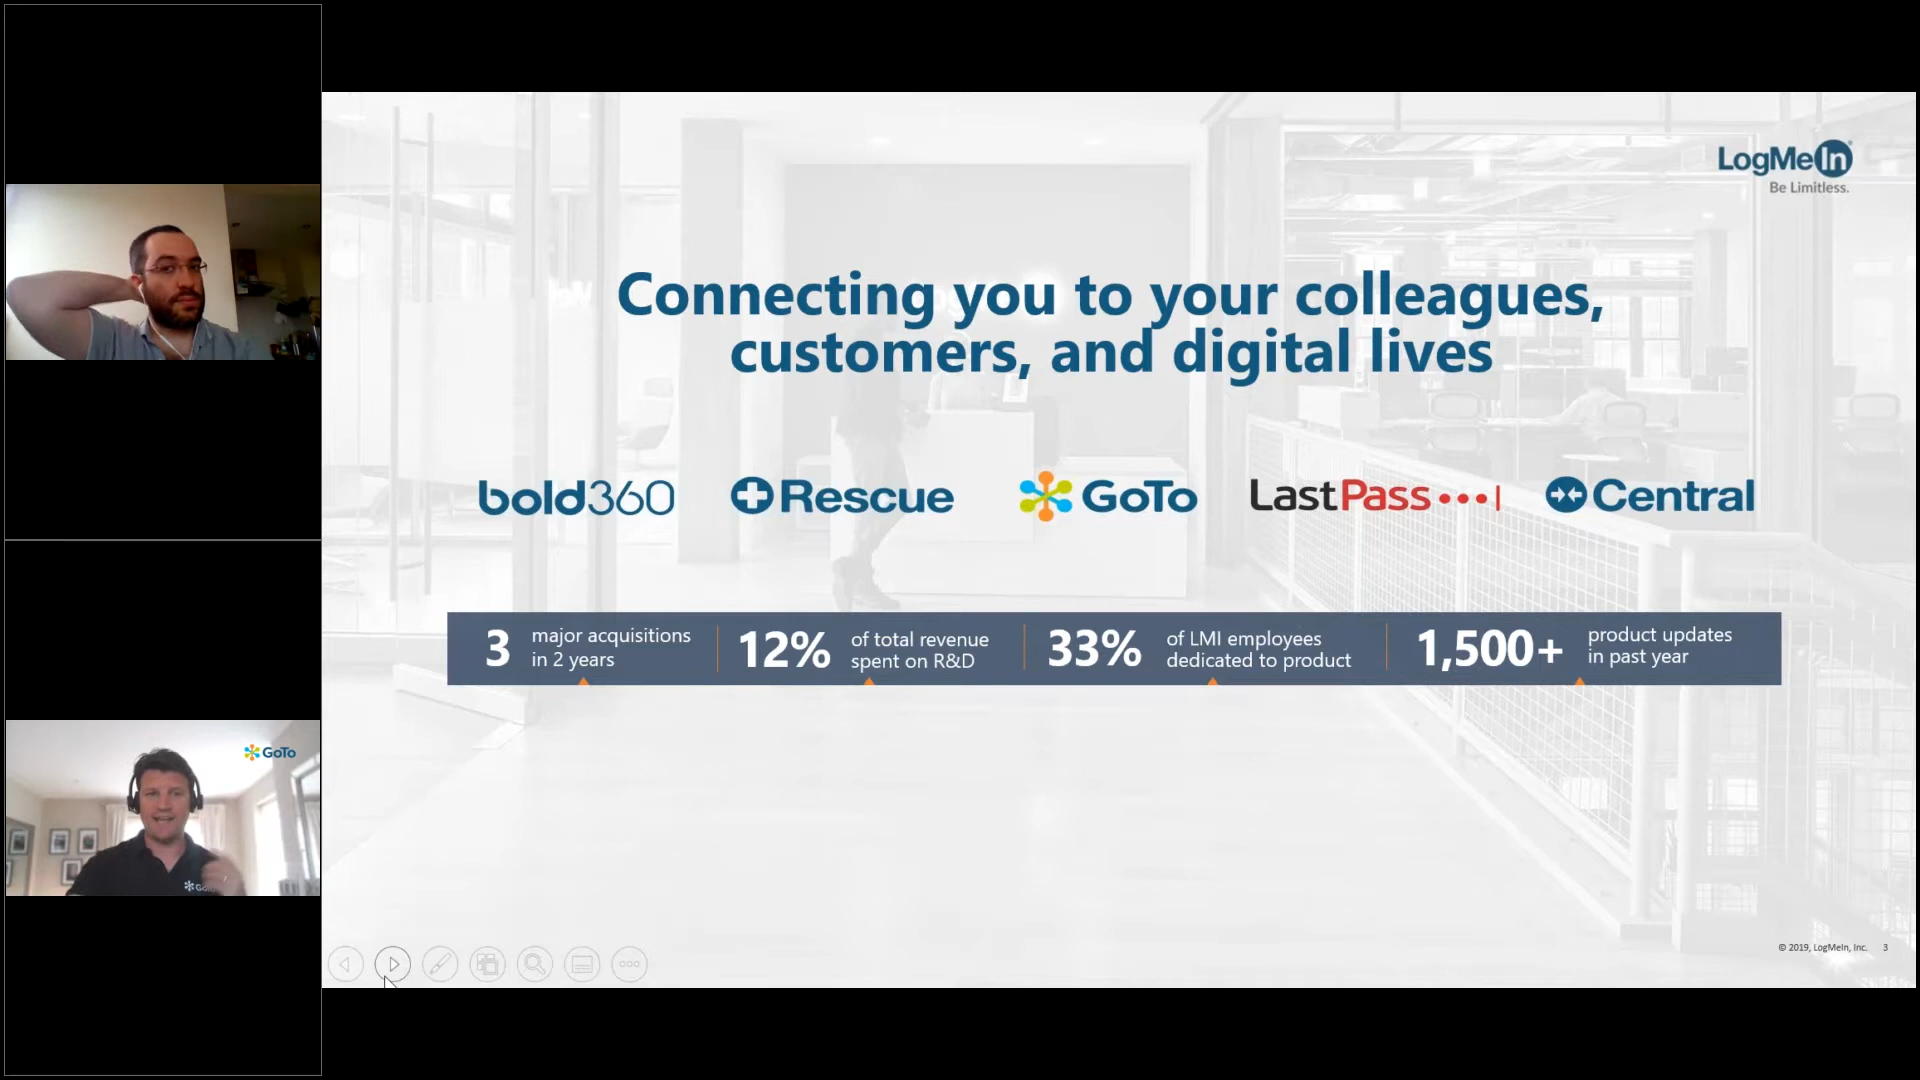 GoTo
GoTo
LogMeIn
Be Limitless.
Connecting you to your colleagues,
customers, and digital lives
bold360
Rescue
GoTo
LastPass
Central
3 major acquisitions
in 2 years
12% of total revenue
spent on R&D
33% of LMI employees
dedicated to product
1,500+ product updates
in past year
© 2019, LogMeIn, Inc. 3